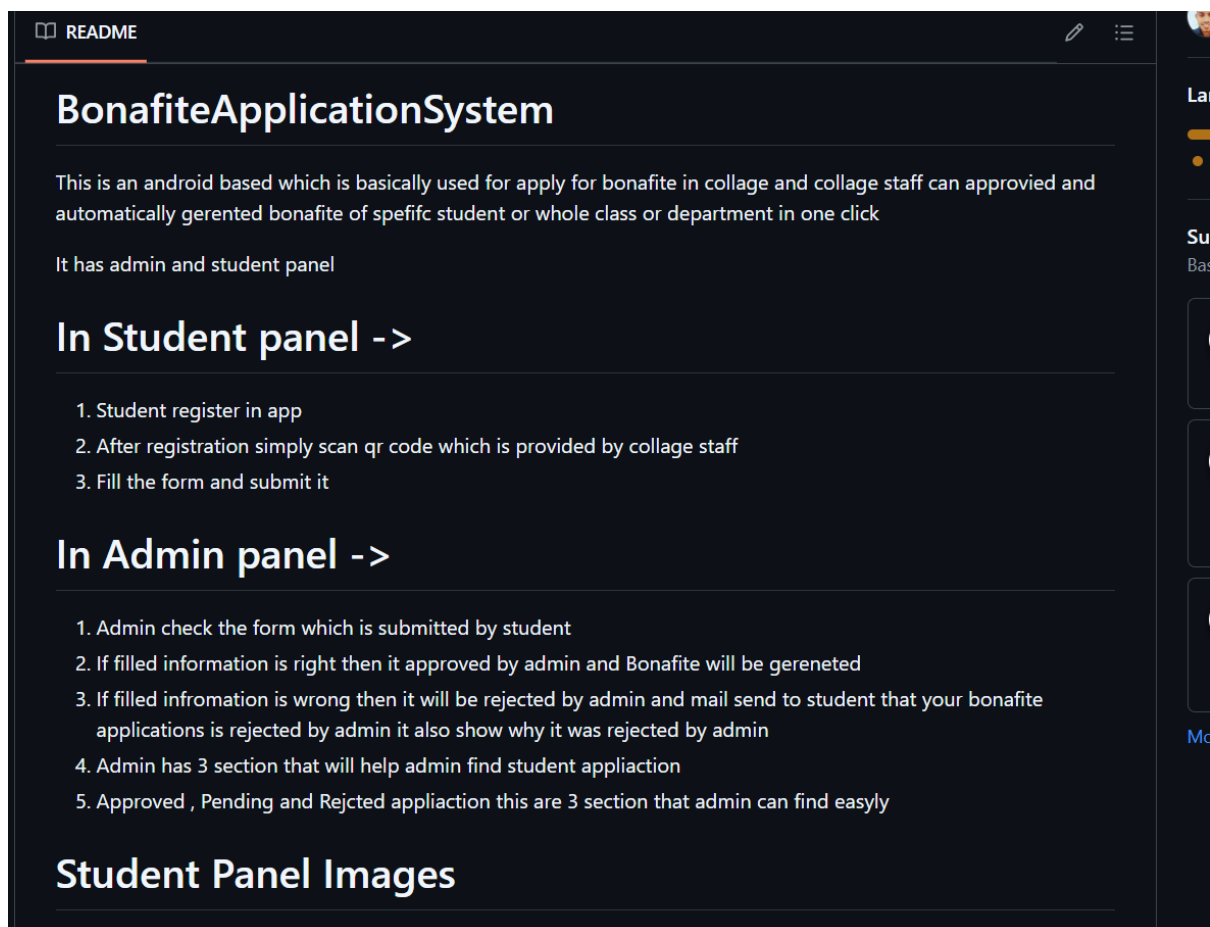 README
BonafiteApplicationSystem
This is an android based which is basically used for apply for bonafite in collage and collage staff can approvied and
automatically gerented bonafite of spefifc student or whole class or department in one click
It has admin and student panel
In Student panel ->
1. Student register in app
2. After registration simply scan qr code which is provided by collage staff
3. Fill the form and submit it
In Admin panel ->
1. Admin check the form which is submitted by student
2. If filled information is right then it approved by admin and Bonafite will be gereneted
3. If filled infromation is wrong then it will be rejected by admin and mail send to student that your bonafite
applications is rejected by admin it also show why it was rejected by admin
4. Admin has 3 section that will help admin find student appliaction
5. Approved , Pending and Rejcted appliaction this are 3 section that admin can find easyly
Student Panel Images